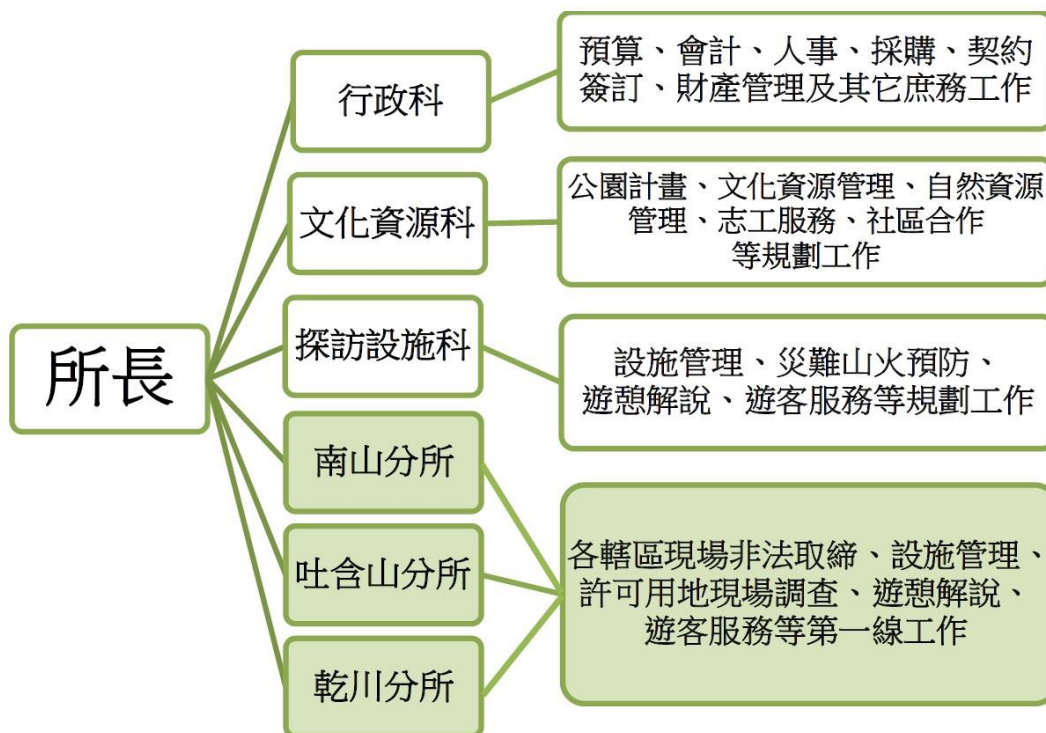 所長
行政科
預算、會計、人事、採購、契約
簽訂、財產管理及其它庶務工作
文化資源科
公園計畫、文化資源管理、自然資源
管理、志工服務、社區合作
等規劃工作
探訪設施科
設施管理、災難山火預防、
遊憩解說、遊客服務等規劃工作
南山分所
吐含山分所
乾川分所
各轄區現場非法取締、設施管理、
許可用地現場調查、遊憩解說、
遊客服務等第一線工作